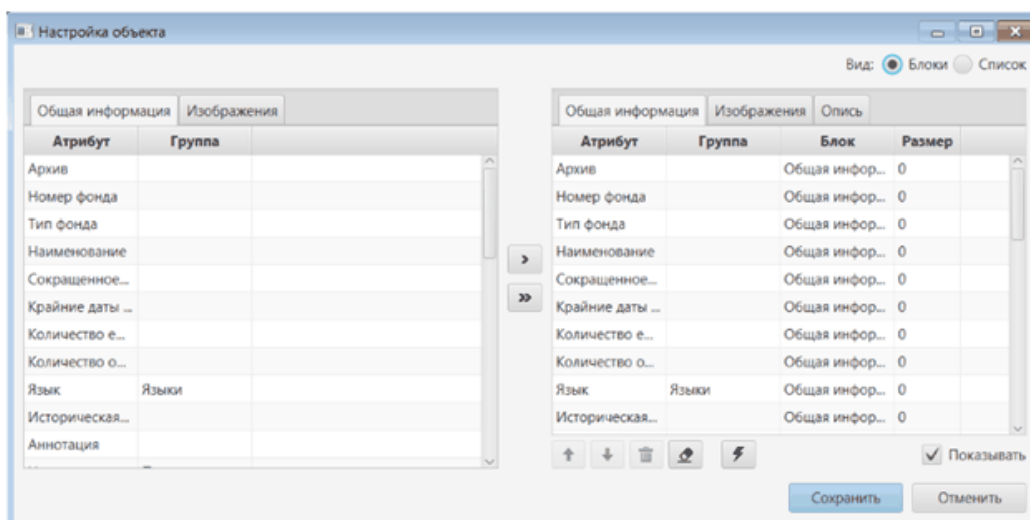 Настройка объекта
Вид: Блоки Список
Общая информация Изображения
Атрибут Группа
Архив
Номер фонда
Тип фонда
Наименование
Сокращенное...
Крайние даты ...
Количество е...
Количество о...
Язык Языки
Историческая...
Аннотация
Общая информация Изображения Опись
Атрибут Группа Блок Размер
Архив Общая инфор... 0
Номер фонда Общая инфор... 0
Тип фонда Общая инфор... 0
Наименование Общая инфор... 0
Сокращенное... Общая инфор... 0
Крайние даты ... Общая инфор... 0
Количество е... Общая инфор... 0
Количество о... Общая инфор... 0
Язык Языки Общая инфор... 0
Историческая... Общая инфор... 0
Показывать
Сохранить Отменить